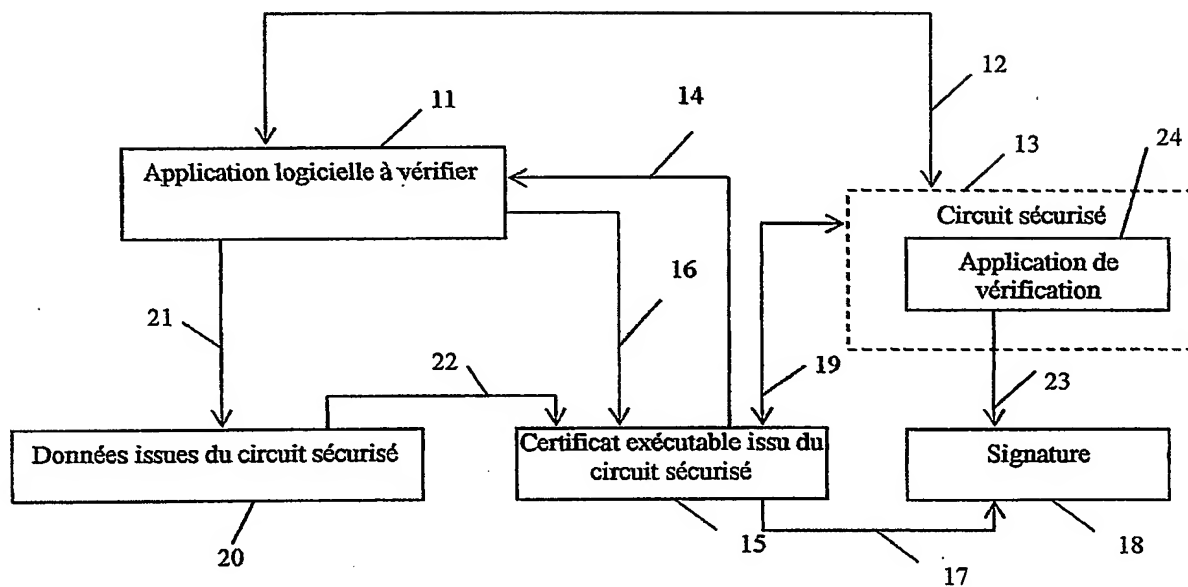 12
11
14
24
13
Application logicielle à vérifier
Circuit sécurisé
Application de
vérification
16
21
22
19
23
Données issues du circuit sécurisé
Certificat exécutable issu du
circuit sécurisé
Signature
20
15
17
18